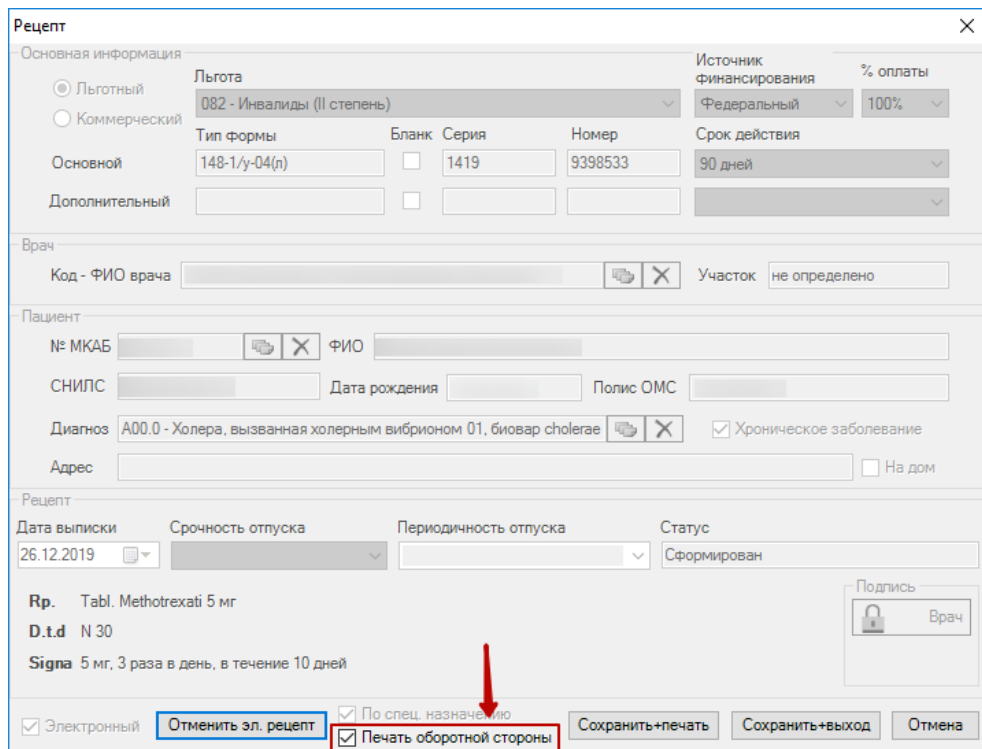 Рецепт
Основная информация
Льготный
Коммерческий
Льгота
082 - Инвалиды (II степень)
Источник финансирования
Федеральный
% оплаты
100%
Тип формы Бланк Серия Номер Срок действия
Основной 148-1/у-04(л) 1419 9398533 90 дней
Дополнительный
Врач
Код - ФИО врача Участок не определено
Пациент
№ МКАБ ФИО
СНИЛС Дата рождения Полис ОМС
Диагноз A00.0 - Холера, вызванная холерным вибрионом 01, биовар cholerae Хроническое заболевание
Адрес На дом
Рецепт
Дата выписки Срочность отпуска Периодичность отпуска Статус
26.12.2019 Сформирован
Rp. Tabl. Methotrexati 5 мг
D.t.d N 30
Signa 5 мг, 3 раза в день, в течение 10 дней
Подпись
Врач
Электронный Отменить эл. рецепт
По спец. назначению
Печать оборотной стороны
Сохранить+печать Сохранить+выход Отмена